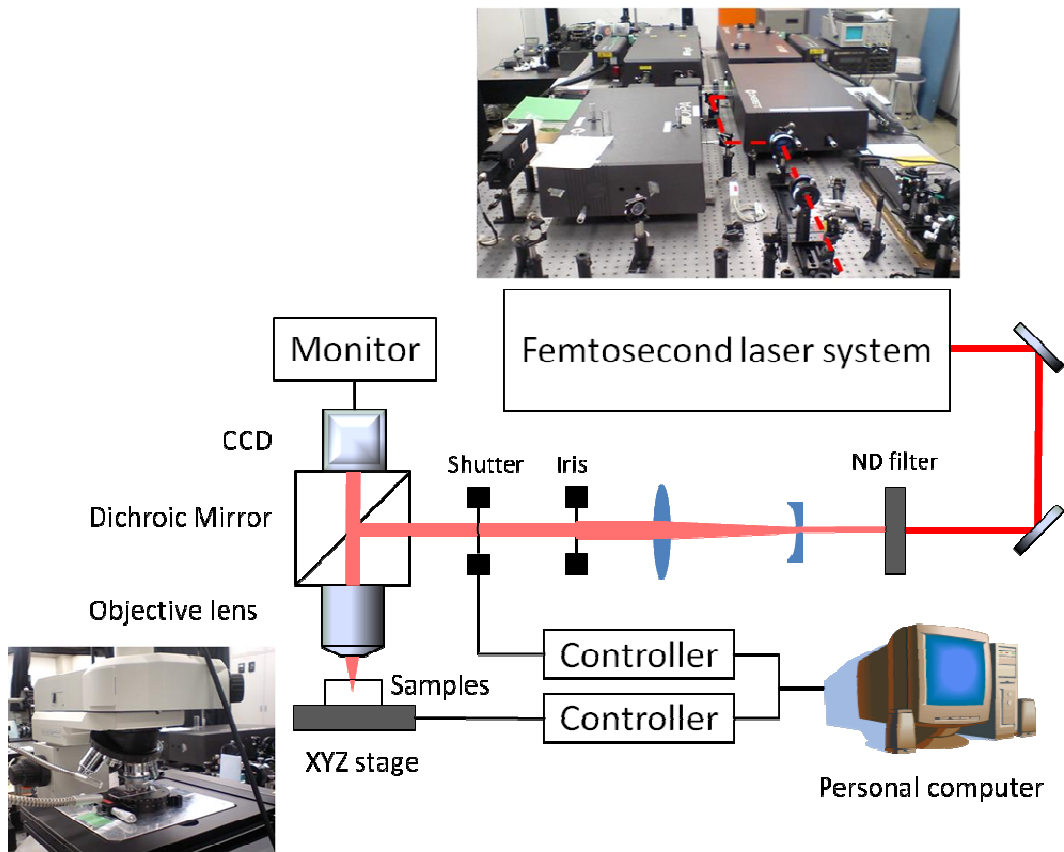 Femtosecond laser system
Monitor
CCD
Shutter
Iris
ND filter
Dichroic Mirror
Objective lens
Controller
Samples
Controller
XYZ stage
Personal computer